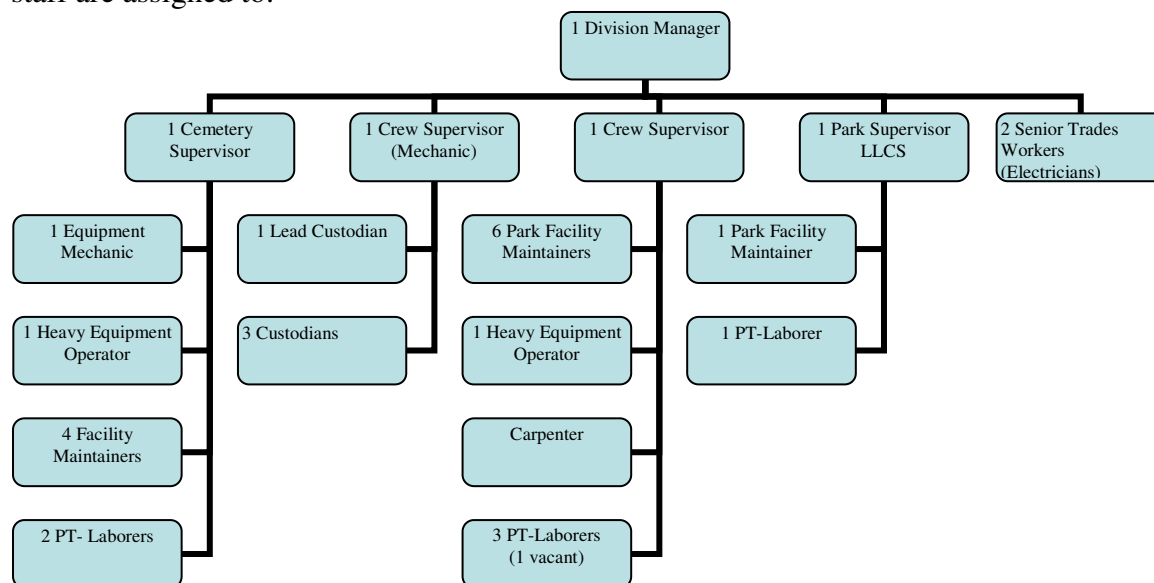 staff are assigned to:
1 Division Manager
1 Cemetery
Supervisor
1 Crew Supervisor
(Mechanic)
1 Crew Supervisor
1 Park Supervisor
LLCS
2 Senior Trades
Workers
(Electricians)
1 Equipment
Mechanic
1 Lead Custodian
6 Park Facility
Maintainers
1 Park Facility
Maintainer
1 Heavy Equipment
Operator
3 Custodians
1 Heavy Equipment
Operator
1 PT-Laborer
4 Facility
Maintainers
Carpenter
2 PT- Laborers
3 PT-Laborers
(1 vacant)